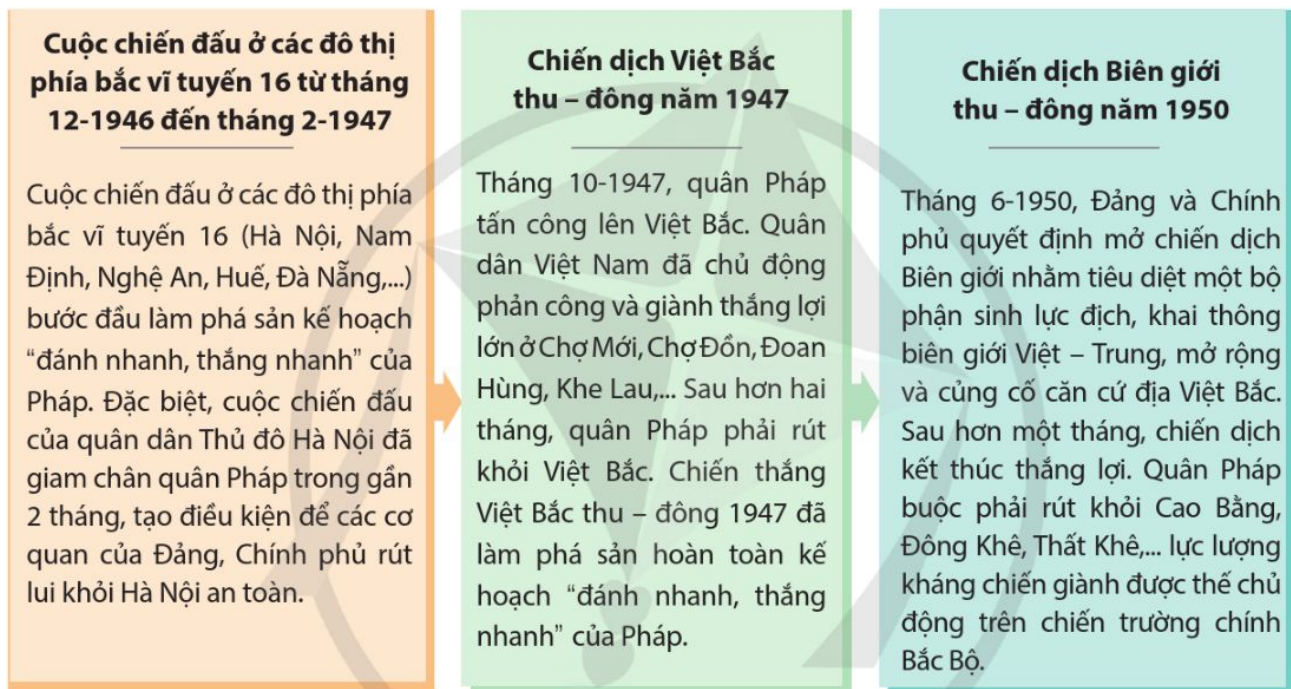 Cuộc chiến đấu ở các đô thị
phía bắc vĩ tuyến 16 từ tháng
12-1946 đến tháng 2-1947
Cuộc chiến đấu ở các đô thị phía
bắc vĩ tuyến 16 (Hà Nội, Nam
Định, Nghệ An, Huế, Đà Nẵng,...)
bước đầu làm phá sản kế hoạch
“đánh nhanh, thắng nhanh” của
Pháp. Đặc biệt, cuộc chiến đấu
của quân dân Thủ đô Hà Nội đã
giam chân quân Pháp trong gần
2 tháng, tạo điều kiện để các cơ
quan của Đảng, Chính phủ rút
lui khỏi Hà Nội an toàn.
Chiến dịch Việt Bắc
thu – đông năm 1947
Tháng 10-1947, quân Pháp
tấn công lên Việt Bắc. Quân
dân Việt Nam đã chủ động
phản công và giành thắng lợi
lớn ở Chợ Mới, Chợ Đồn, Đoan
Hùng, Khe Lau,... Sau hơn hai
tháng, quân Pháp phải rút
khỏi Việt Bắc. Chiến thắng
Việt Bắc thu – đông 1947 đã
làm phá sản hoàn toàn kế
hoạch “đánh nhanh, thắng
nhanh” của Pháp.
Chiến dịch Biên giới
thu – đông năm 1950
Tháng 6-1950, Đảng và Chính
phủ quyết định mở chiến dịch
Biên giới nhằm tiêu diệt một bộ
phận sinh lực địch, khai thông
biên giới Việt – Trung, mở rộng
và củng cố căn cứ địa Việt Bắc.
Sau hơn một tháng, chiến dịch
kết thúc thắng lợi. Quân Pháp
buộc phải rút khỏi Cao Bằng,
Đông Khê, Thất Khê,... lực lượng
kháng chiến giành được thế chủ
động trên chiến trường chính
Bắc Bộ.